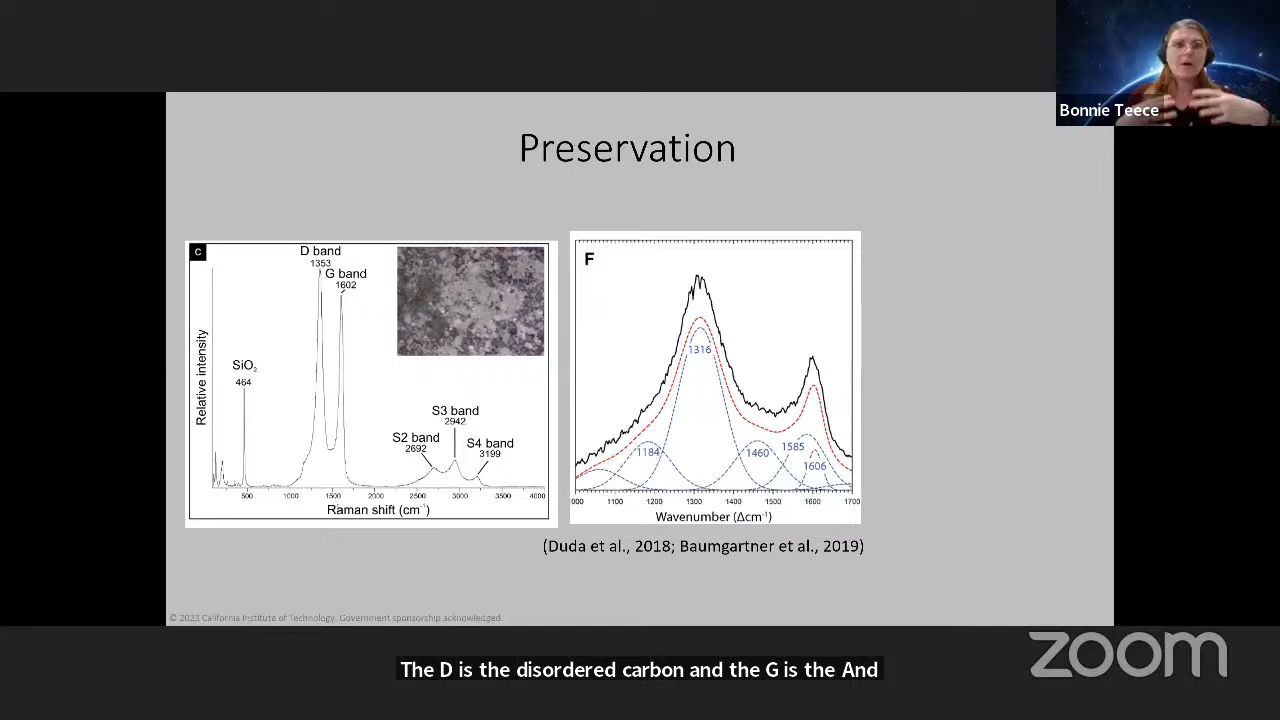 Bonnie Teece
Preservation
C
D band
1353
G band
1602
SiO₂
464
S3 band
2942
S2 band
2692
S4 band
3199
Relative intensity
500 1000 1500 2000 2500 3000 3500 4000
Raman shift (cm⁻¹)
F
1316
1184
1460
1585
1606
000 1100 1200 1300 1400 1500 1600 1700
Wavenumber (Δcm⁻¹)
(Duda et al., 2018; Baumgartner et al., 2019)
© 2023 California Institute of Technology. Government sponsorship acknowledged.
zoom
The D is the disordered carbon and the G is the And